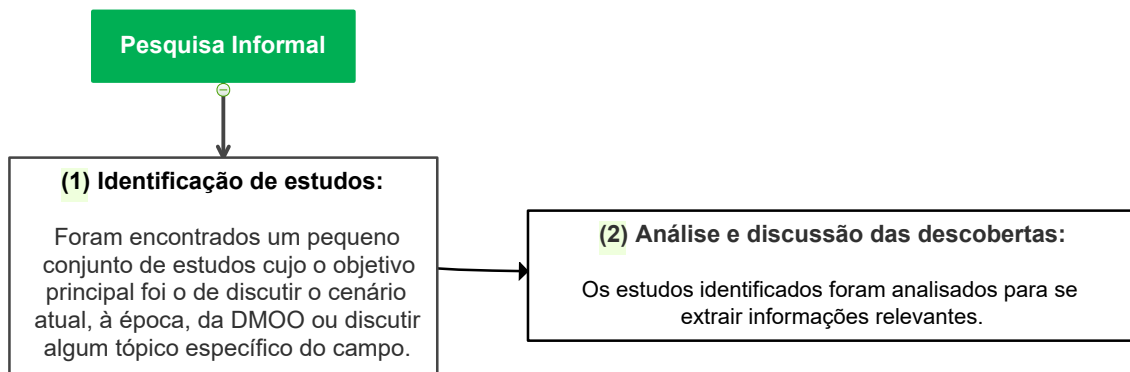 Pesquisa Informal
(1) Identificação de estudos:
Foram encontrados um pequeno
conjunto de estudos cujo o objetivo
principal foi o de discutir o cenário
atual, à época, da DMOO ou discutir
algum tópico específico do campo.
(2) Análise e discussão das descobertas:
Os estudos identificados foram analisados para se
extrair informações relevantes.